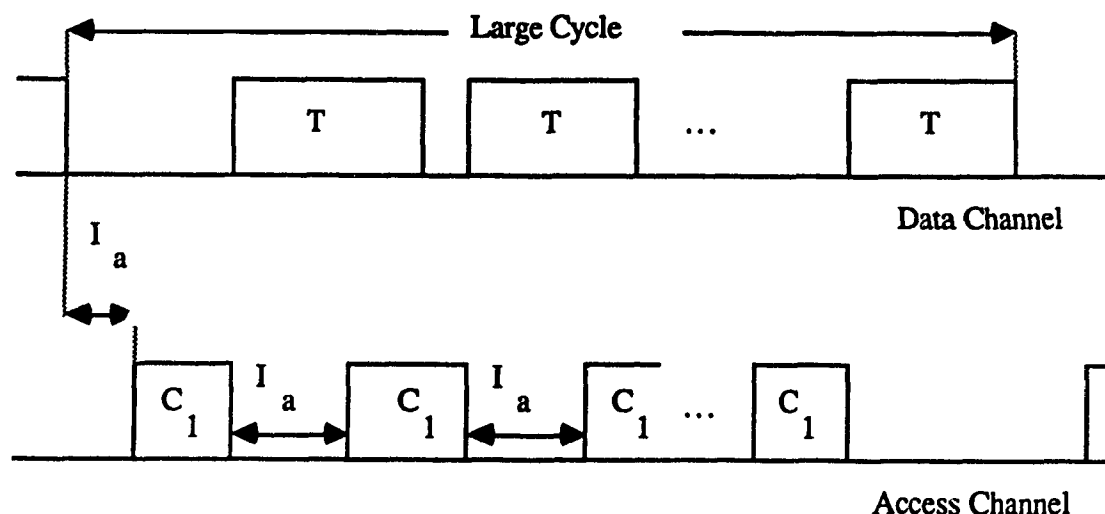 Large Cycle
T T ... T
Data Channel
I a
C 1 I a C 1 I a C 1 ... C 1
Access Channel